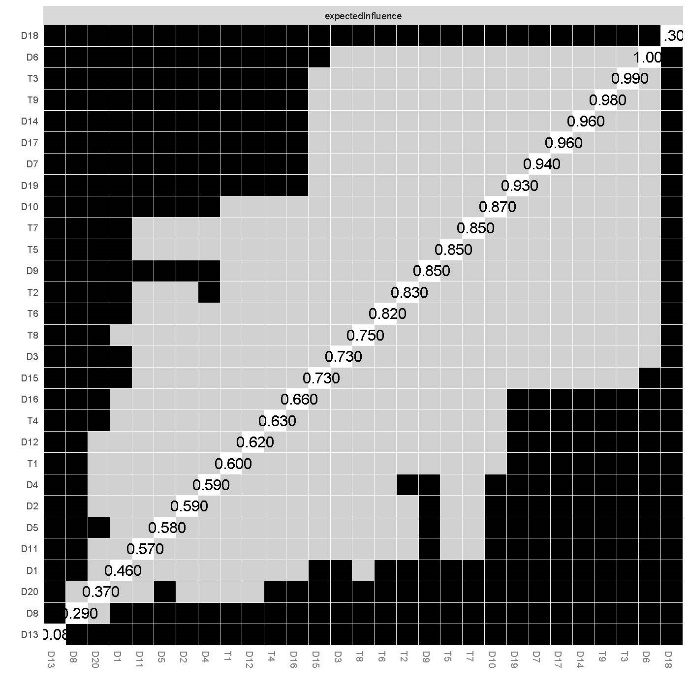 expectedInfluence
D18 .30
D6 1.00
T3 0.990
T9 0.980
D14 0.960
D17 0.960
D7 0.940
D19 0.930
D10 0.870
T7 0.850
T5 0.850
D9 0.850
T2 0.830
T6 0.820
T8 0.750
D3 0.730
D15 0.730
D16 0.660
T4 0.630
D12 0.620
T1 0.600
D4 0.590
D2 0.590
D5 0.580
D11 0.570
D1 0.460
D20 0.370
D8 0.290
D13 0.08
D13 D8 D20 D1 D11 D5 D2 D4 T1 D12 T4 D16 D15 D3 T8 T6 T2 D9 T5 T7 D10 D19 D7 D17 D14 T9 T3 D6 D18